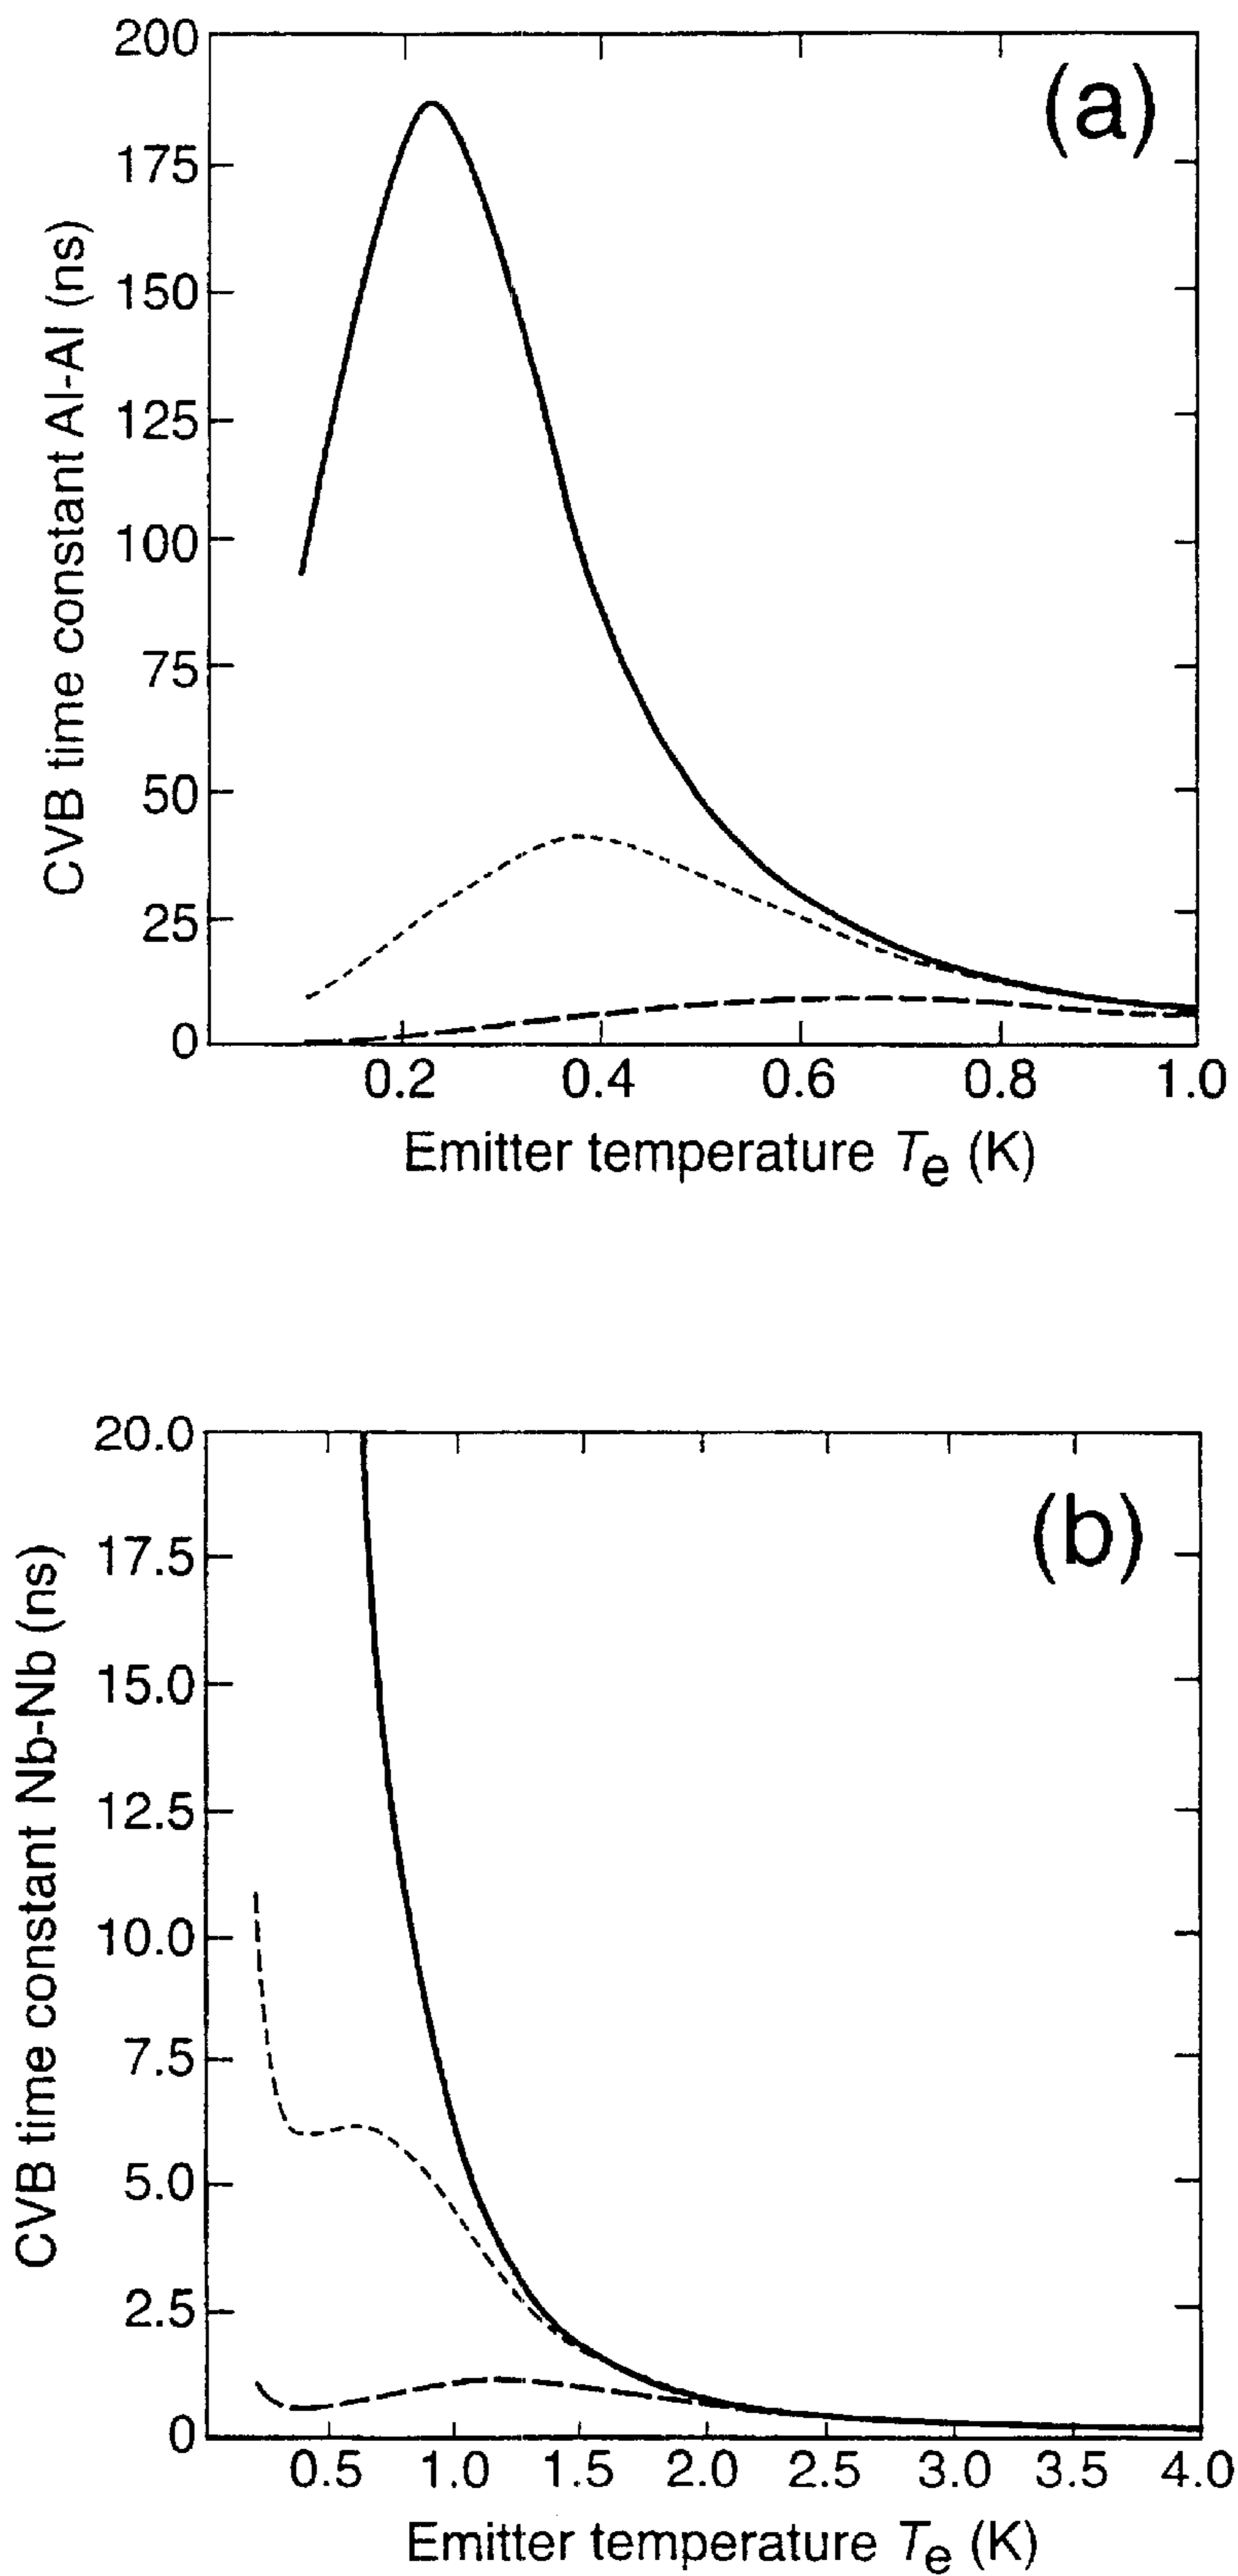 (a)
CVB time constant Al-Al (ns)
200
175
150
125
100
75
50
25
0
0.2 0.4 0.6 0.8 1.0
Emitter temperature Te (K)
(b)
CVB time constant Nb-Nb (ns)
20.0
17.5
15.0
12.5
10.0
7.5
5.0
2.5
0
0.5 1.0 1.5 2.0 2.5 3.0 3.5 4.0
Emitter temperature Te (K)